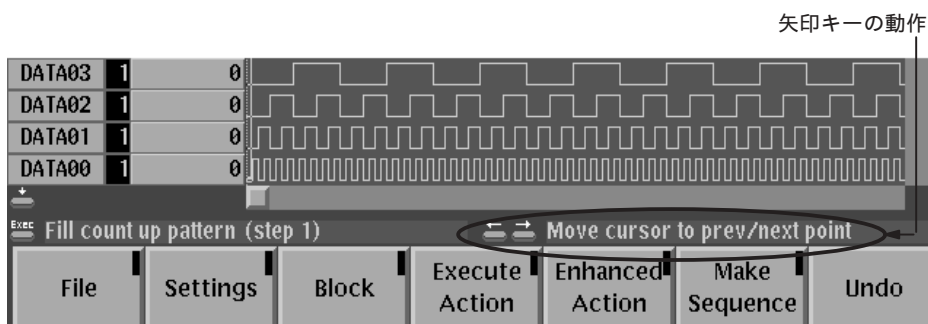 矢印キーの動作
DATA03 1 0
DATA02 1 0
DATA01 1 0
DATA00 1 0
Exec Fill count up pattern (step 1) ← → Move cursor to prev/next point
File Settings Block Execute Action Enhanced Action Make Sequence Undo